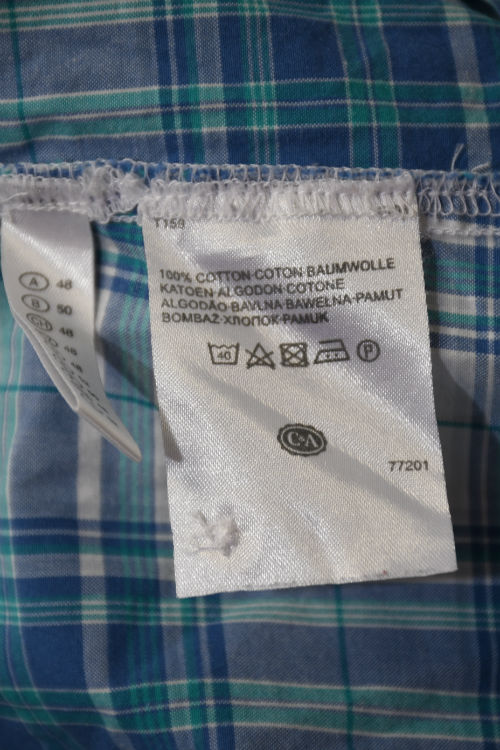 T159
100% COTTON·COTON·BAUMWOLLE
KATOEN·ALGODON·COTONE
ALGODÃO·BAVLNA·BAWEŁNA·PAMUT
BOMBAŽ·ХЛОПОК·PAMUK
40 P
C&A
77201
A 48
B 50
CH 48